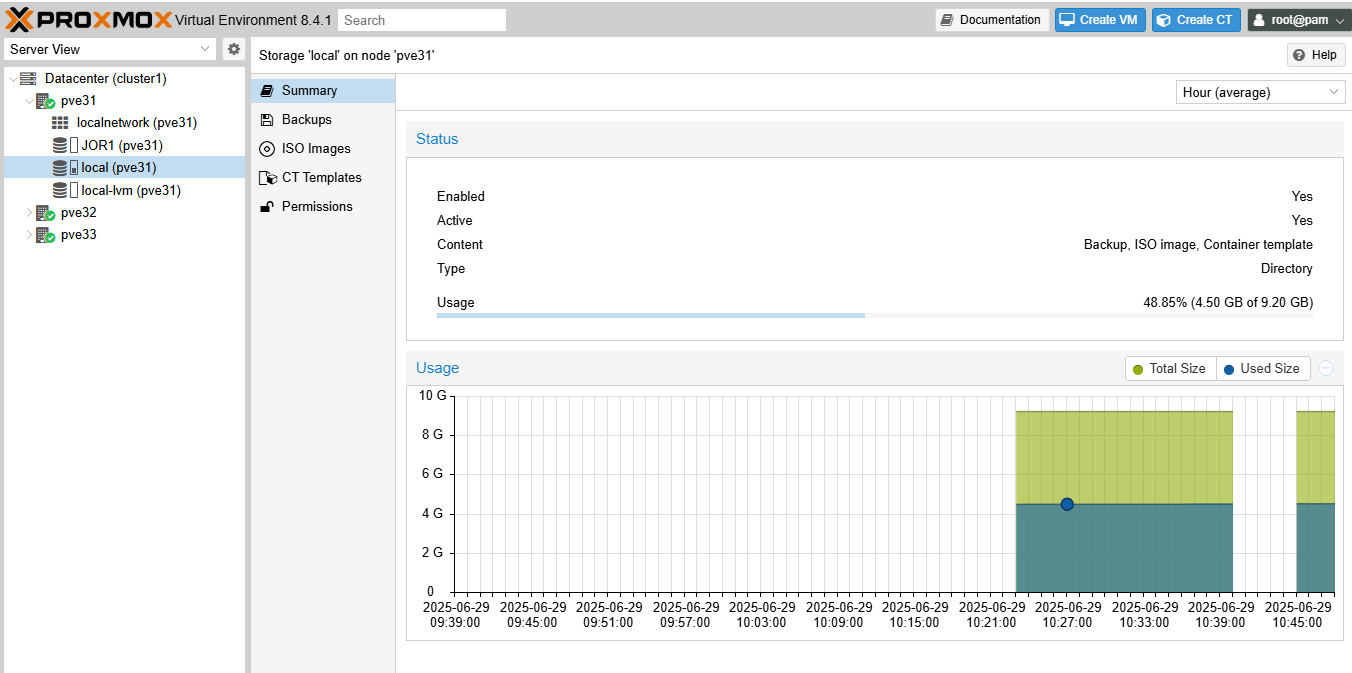 PROXMOX Virtual Environment 8.4.1 Search Documentation Create VM Create CT root@pam
Server View
Storage 'local' on node 'pve31' Help
Datacenter (cluster1)
pve31
localnetwork (pve31)
JOR1 (pve31)
local (pve31)
local-lvm (pve31)
pve32
pve33
Summary
Backups
ISO Images
CT Templates
Permissions
Hour (average)
Status
Enabled Yes
Active Yes
Content Backup, ISO image, Container template
Type Directory
Usage 48.85% (4.50 GB of 9.20 GB)
Usage Total Size Used Size
10 G
8 G
6 G
4 G
2 G
0
2025-06-29 2025-06-29 2025-06-29 2025-06-29 2025-06-29 2025-06-29 2025-06-29 2025-06-29 2025-06-29 2025-06-29 2025-06-29 2025-06-29
09:39:00 09:45:00 09:51:00 09:57:00 10:03:00 10:09:00 10:15:00 10:21:00 10:27:00 10:33:00 10:39:00 10:45:00